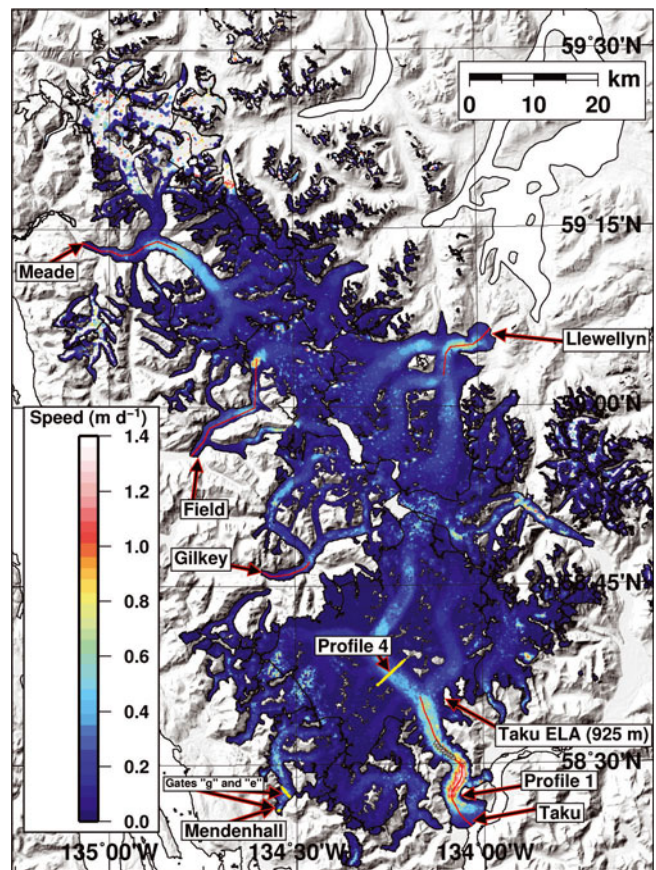 59°30'N
km
0 10 20
59°15'N
Meade
Llewellyn
Speed (m d⁻¹)
1.4
59°00'N
1.2
1.0
Field
0.8
Gilkey
58°45'N
0.6
Profile 4
0.4
Taku ELA (925 m)
0.2
58°30'N
Gates "g" and "e"
Profile 1
0.0
Mendenhall
Taku
135°00'W 134°30'W 134°00'W